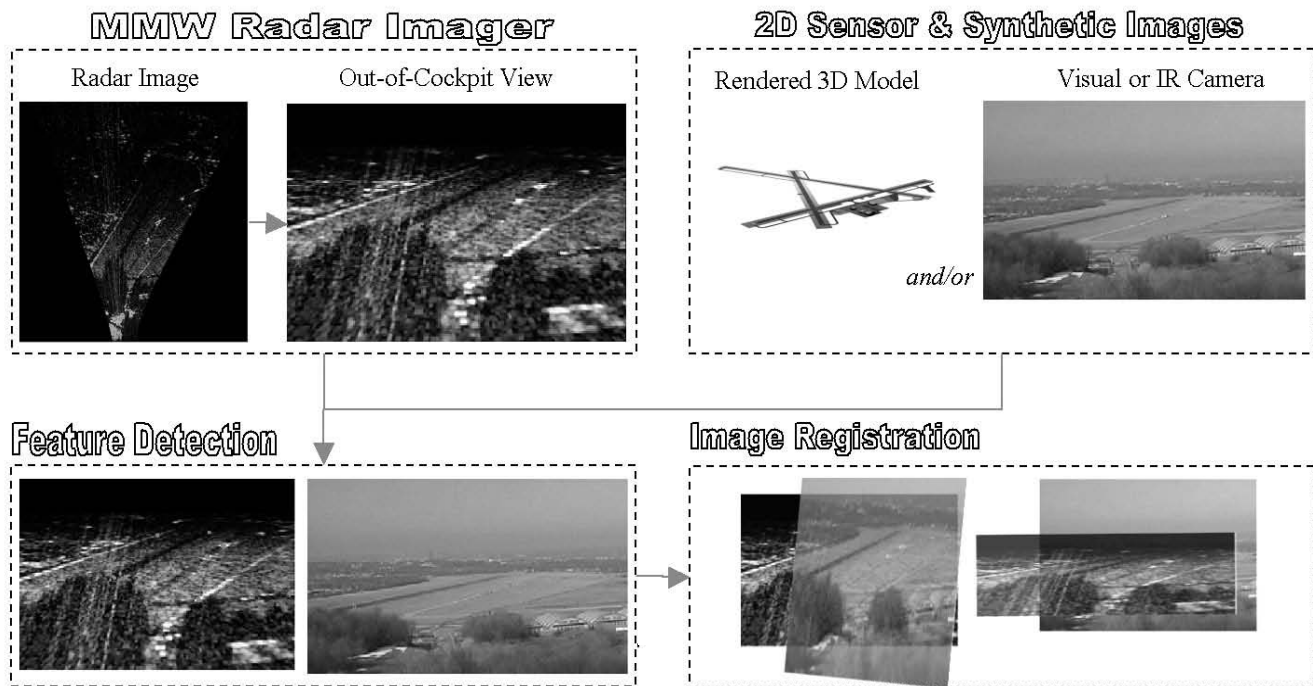 MMW Radar Imager
2D Sensor & Synthetic Images
Radar Image
Out-of-Cockpit View
Rendered 3D Model
Visual or IR Camera
and/or
Feature Detection
Image Registration